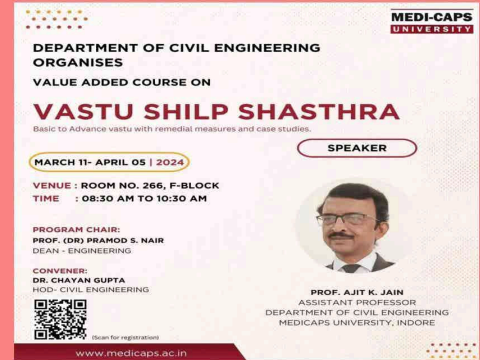 MEDI-CAPS
UNIVERSITY
DEPARTMENT OF CIVIL ENGINEERING
ORGANISES
VALUE ADDED COURSE ON
VASTU SHILP SHASTHRA
Basic to Advance vastu with remedial measures and case studies.
SPEAKER
MARCH 11- APRIL 05 | 2024
VENUE : ROOM NO. 266, F-BLOCK
TIME : 08:30 AM TO 10:30 AM
PROGRAM CHAIR:
PROF. (DR) PRAMOD S. NAIR
DEAN - ENGINEERING
CONVENER:
DR. CHAYAN GUPTA
HOD- CIVIL ENGINEERING
(Scan for registration)
PROF. AJIT K. JAIN
ASSISTANT PROFESSOR
DEPARTMENT OF CIVIL ENGINEERING
MEDICAPS UNIVERSITY, INDORE
www.medicaps.ac.in